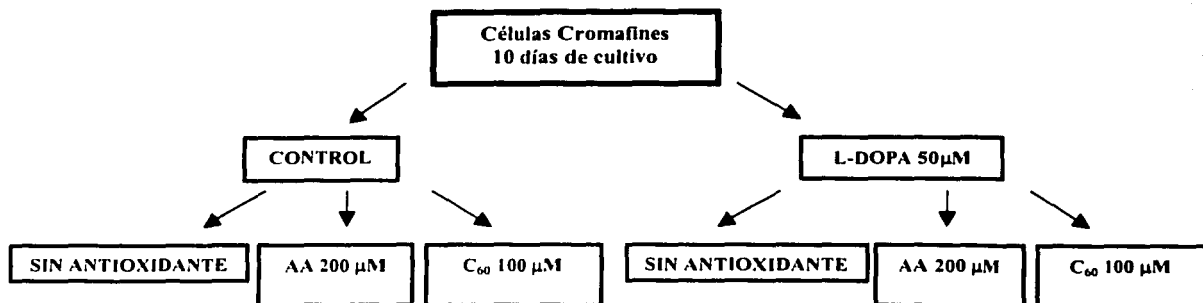 Células Cromafines
10 días de cultivo
CONTROL
L-DOPA 50µM
SIN ANTIOXIDANTE
AA 200 µM
C₆₀ 100 µM
SIN ANTIOXIDANTE
AA 200 µM
C₆₀ 100 µM